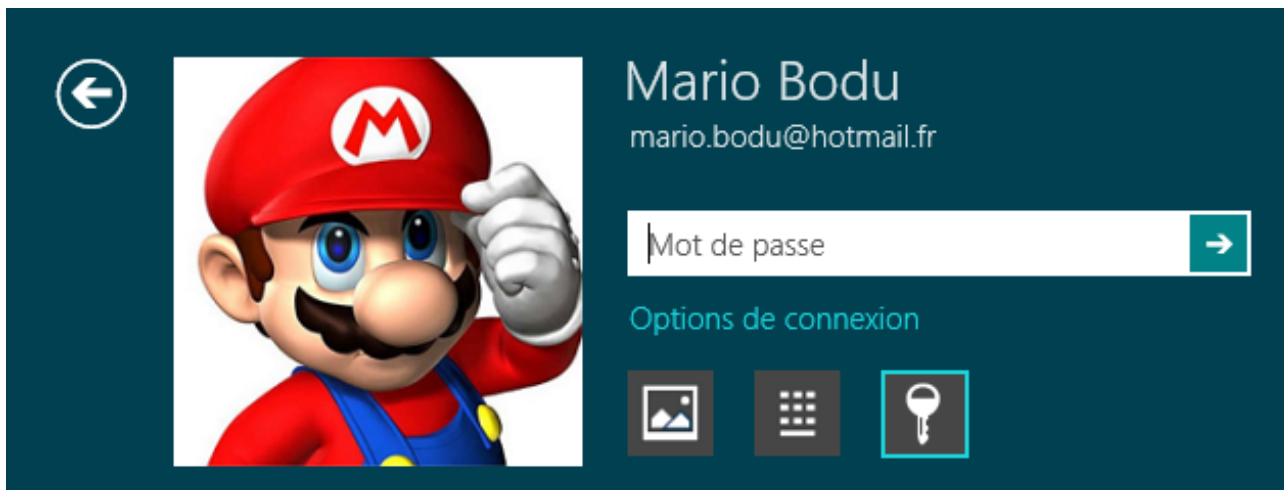 M
Mario Bodu
mario.bodu@hotmail.fr
Mot de passe
Options de connexion